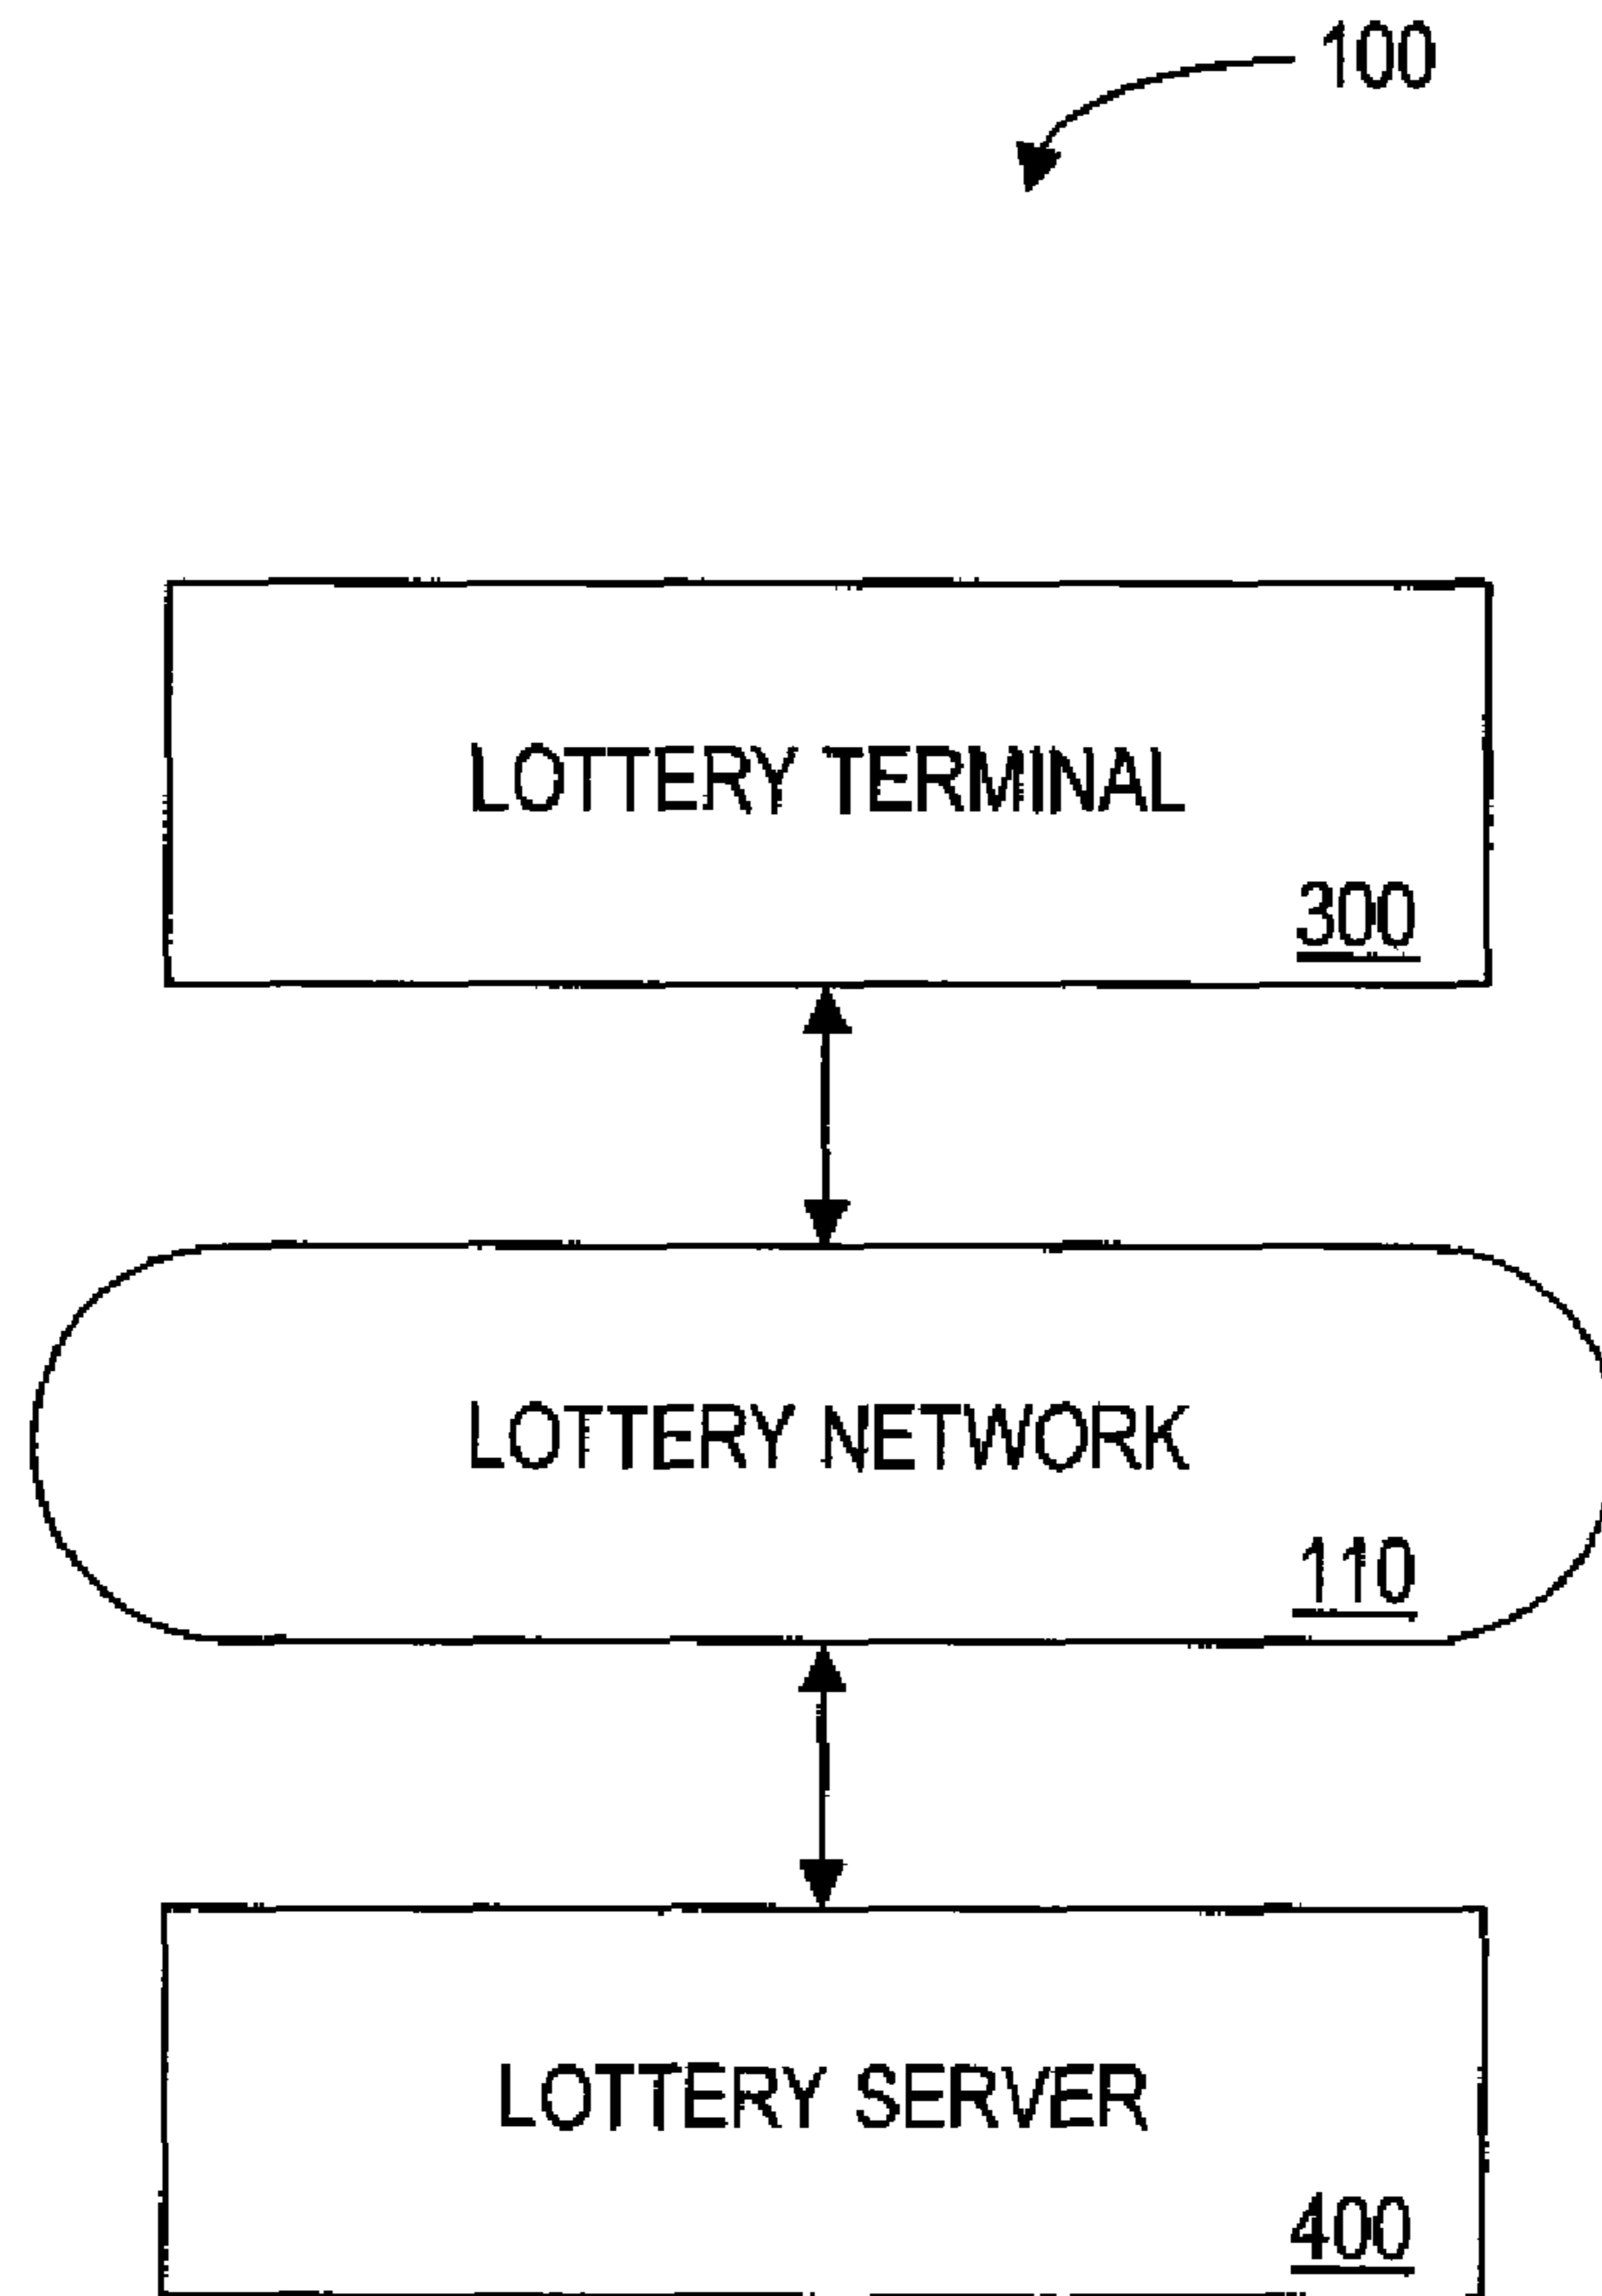 100
LOTTERY TERMINAL
300
LOTTERY NETWORK
110
LOTTERY SERVER
400